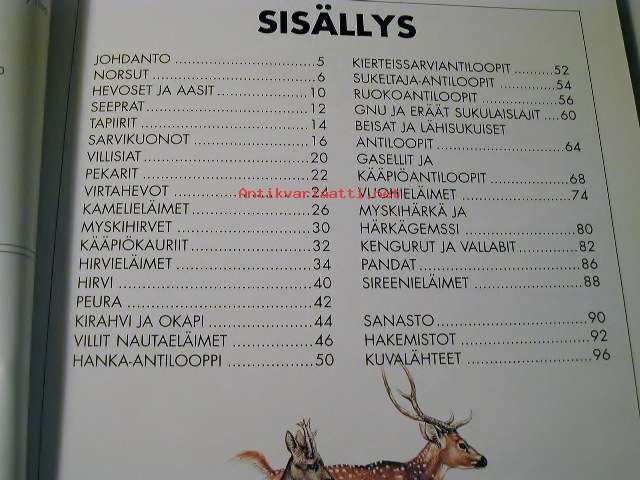 SISÄLLYS
JOHDANTO ..... 5
NORSUT ..... 6
HEVOSET JA AASIT ..... 10
SEEPRAT ..... 12
TAPIIRIT ..... 14
SARVIKUONOT ..... 16
VILLISIAT ..... 20
PEKARIT ..... 22
VIRTAHEVOT ..... 24
KAMELIELÄIMET ..... 26
MYSKIHIRVET ..... 30
KÄÄPIÖKAURIIT ..... 32
HIRVIELÄIMET ..... 34
HIRVI ..... 40
PEURA ..... 42
KIRAHVI JA OKAPI ..... 44
VILLIT NAUTAELÄIMET ..... 46
HANKA-ANTILOOPPI ..... 50
KIERTEISSARVIANTILOOPIT ..... 52
SUKELTAJA-ANTILOOPIT ..... 54
RUOKOANTILOOPIT ..... 56
GNU JA ERÄÄT SUKULAISLAJIT .... 60
BEISAT JA LÄHISUKUISET
ANTILOOPIT ..... 64
GASELLIT JA
KÄÄPIÖANTILOOPIT ..... 68
VUOHIELÄIMET ..... 74
MYSKIHÄRKÄ JA
HÄRKÄGEMSSI ..... 80
KENGURUT JA VALLABIT ..... 82
PANDAT ..... 86
SIREENIELÄIMET ..... 88
SANASTO ..... 90
HAKEMISTOT ..... 92
KUVALÄHTEET ..... 96
Antikvariaatti.net